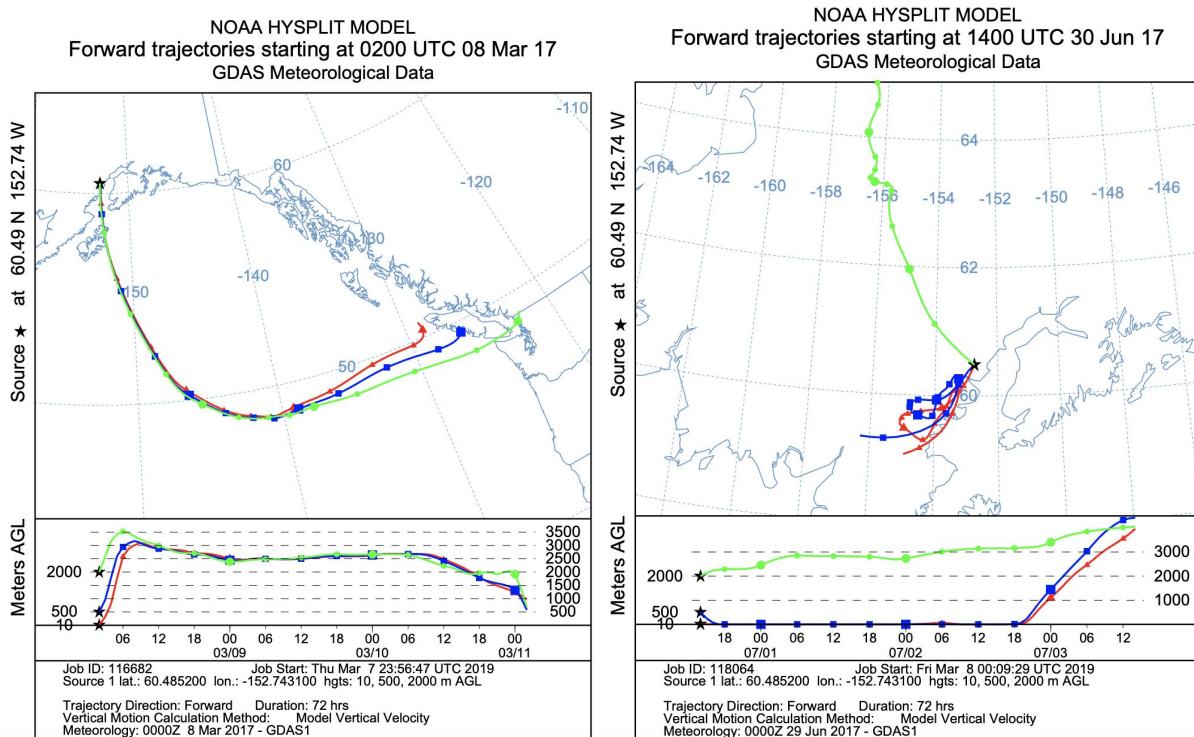 NOAA HYSPLIT MODEL
Forward trajectories starting at 0200 UTC 08 Mar 17
GDAS Meteorological Data
Source ★ at 60.49 N 152.74 W
-110
60
-120
-130
-140
-150
50
Meters AGL
2000
500
10
3500
3000
2500
2000
1500
1000
500
06 12 18 00 06 12 18 00 06 12 18 00
03/09 03/10 03/11
Job ID: 116682 Job Start: Thu Mar 7 23:56:47 UTC 2019
Source 1 lat.: 60.485200 lon.: -152.743100 hgts: 10, 500, 2000 m AGL
Trajectory Direction: Forward Duration: 72 hrs
Vertical Motion Calculation Method: Model Vertical Velocity
Meteorology: 0000Z 8 Mar 2017 - GDAS1
NOAA HYSPLIT MODEL
Forward trajectories starting at 1400 UTC 30 Jun 17
GDAS Meteorological Data
Source ★ at 60.49 N 152.74 W
64
-164 -162 -160 -158 -156 -154 -152 -150 -148 -146
62
60
Meters AGL
2000
500
10
3000
2000
1000
18 00 06 12 18 00 06 12 18 00 06 12
07/01 07/02 07/03
Job ID: 118064 Job Start: Fri Mar 8 00:09:29 UTC 2019
Source 1 lat.: 60.485200 lon.: -152.743100 hgts: 10, 500, 2000 m AGL
Trajectory Direction: Forward Duration: 72 hrs
Vertical Motion Calculation Method: Model Vertical Velocity
Meteorology: 0000Z 29 Jun 2017 - GDAS1